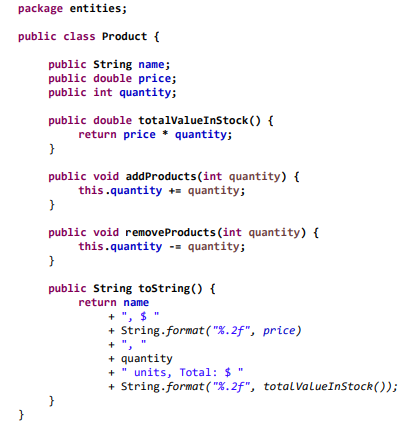 package entities;
public class Product {
public String name;
public double price;
public int quantity;
public double totalValueInStock() {
return price * quantity;
}
public void addProducts(int quantity) {
this.quantity += quantity;
}
public void removeProducts(int quantity) {
this.quantity -= quantity;
}
public String toString() {
return name
+ ", $ "
+ String.format("%.2f", price)
+ ", "
+ quantity
+ " units, Total: $ "
+ String.format("%.2f", totalValueInStock());
}
}